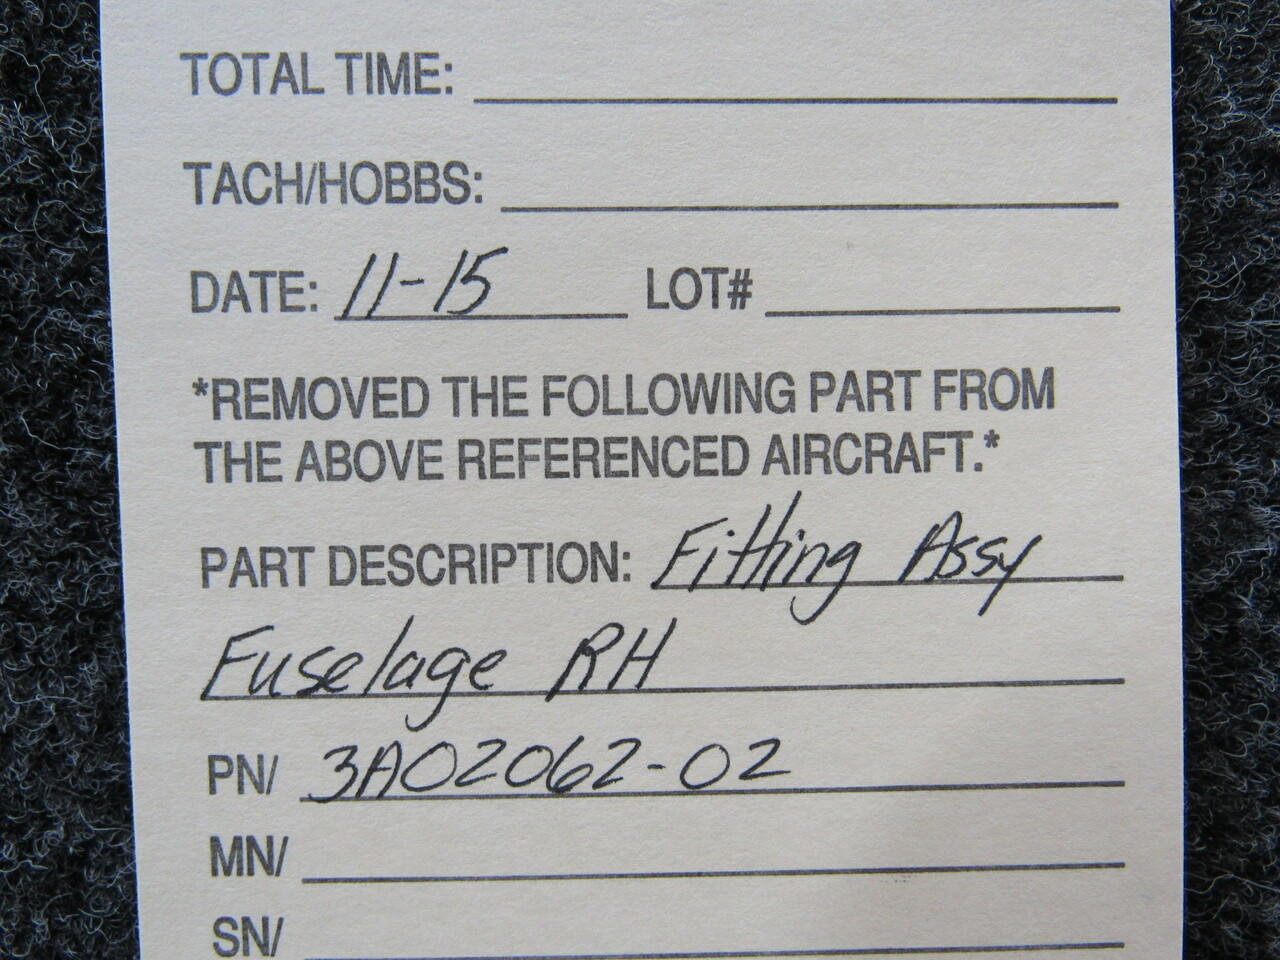 TOTAL TIME:
TACH/HOBBS:
DATE: 11-15 LOT#
*REMOVED THE FOLLOWING PART FROM
THE ABOVE REFERENCED AIRCRAFT.*
PART DESCRIPTION: Fitting Assy
Fuselage RH
PN/ 3A02062-02
MN/
SN/